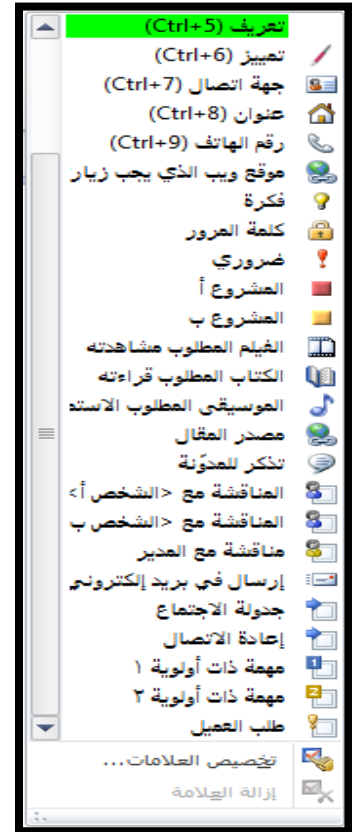 تعريف (Ctrl+5)
تمييز (Ctrl+6)
جهة اتصال (Ctrl+7)
عنوان (Ctrl+8)
رقم الهاتف (Ctrl+9)
موقع ويب الذي يجب زيار
فكرة
كلمة المرور
ضروري
المشروع أ
المشروع ب
الفيلم المطلوب مشاهدته
الكتاب المطلوب قراءته
الموسيقى المطلوب الاستم
مصدر المقال
تذكر للمدوّنة
المناقشة مع <الشخص أ>
المناقشة مع <الشخص ب
مناقشة مع المدير
إرسال في بريد إلكتروني
جدولة الاجتماع
إعادة الاتصال
مهمة ذات أولوية ١
مهمة ذات أولوية ٢
طلب العميل
تخصيص العلامات...
إزالة العلامة